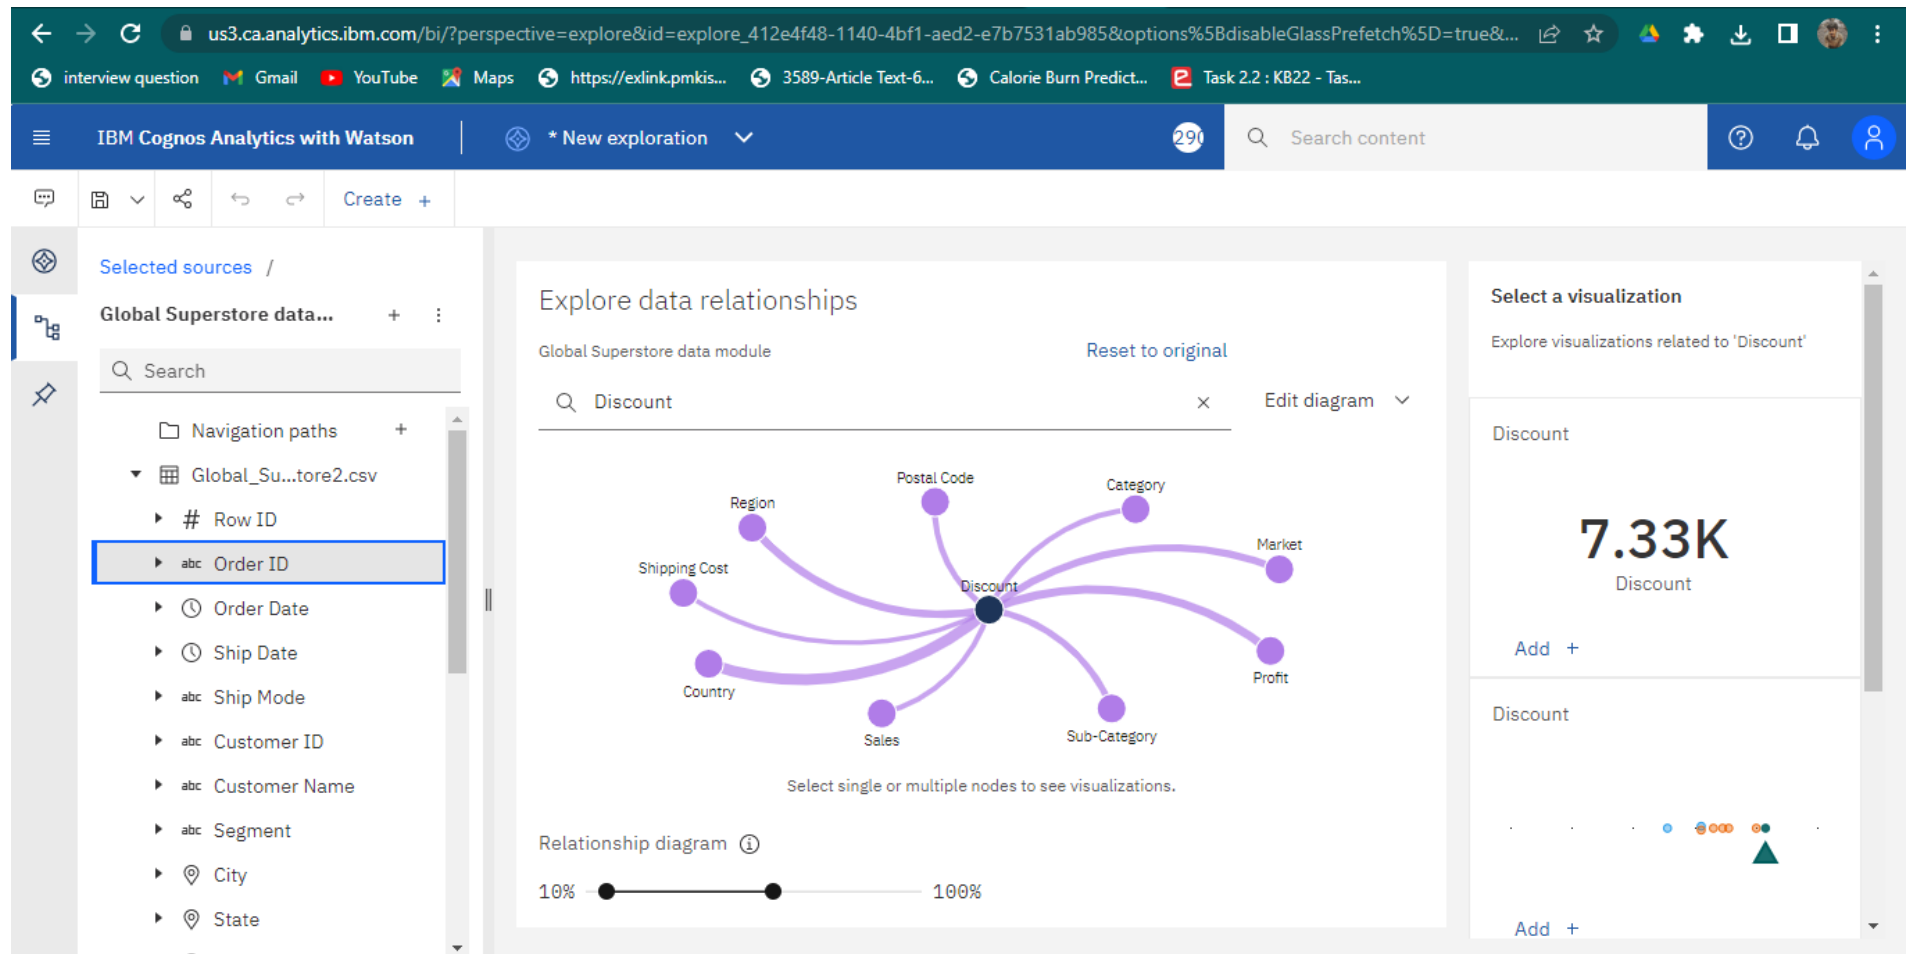 us3.ca.analytics.ibm.com/bi/?perspective=explore&id=explore_412e4f48-1140-4bf1-aed2-e7b7531ab985&options%5BdisableGlassPrefetch%5D=true&...
interview question Gmail YouTube Maps https://exlink.pmkis... 3589-Article Text-6... Calorie Burn Predict... Task 2.2 : KB22 - Tas...
IBM Cognos Analytics with Watson * New exploration 290 Search content
Create +
Selected sources /
Global Superstore data...
Search
Navigation paths
Global_Su...tore2.csv
# Row ID
abc Order ID
Order Date
Ship Date
abc Ship Mode
abc Customer ID
abc Customer Name
abc Segment
City
State
Explore data relationships
Global Superstore data module Reset to original
Discount Edit diagram
Postal Code
Category
Region
Market
Shipping Cost
Discount
Profit
Country
Sub-Category
Sales
Select single or multiple nodes to see visualizations.
Relationship diagram
10% 100%
Select a visualization
Explore visualizations related to 'Discount'
Discount
7.33K
Discount
Add +
Discount
Add +